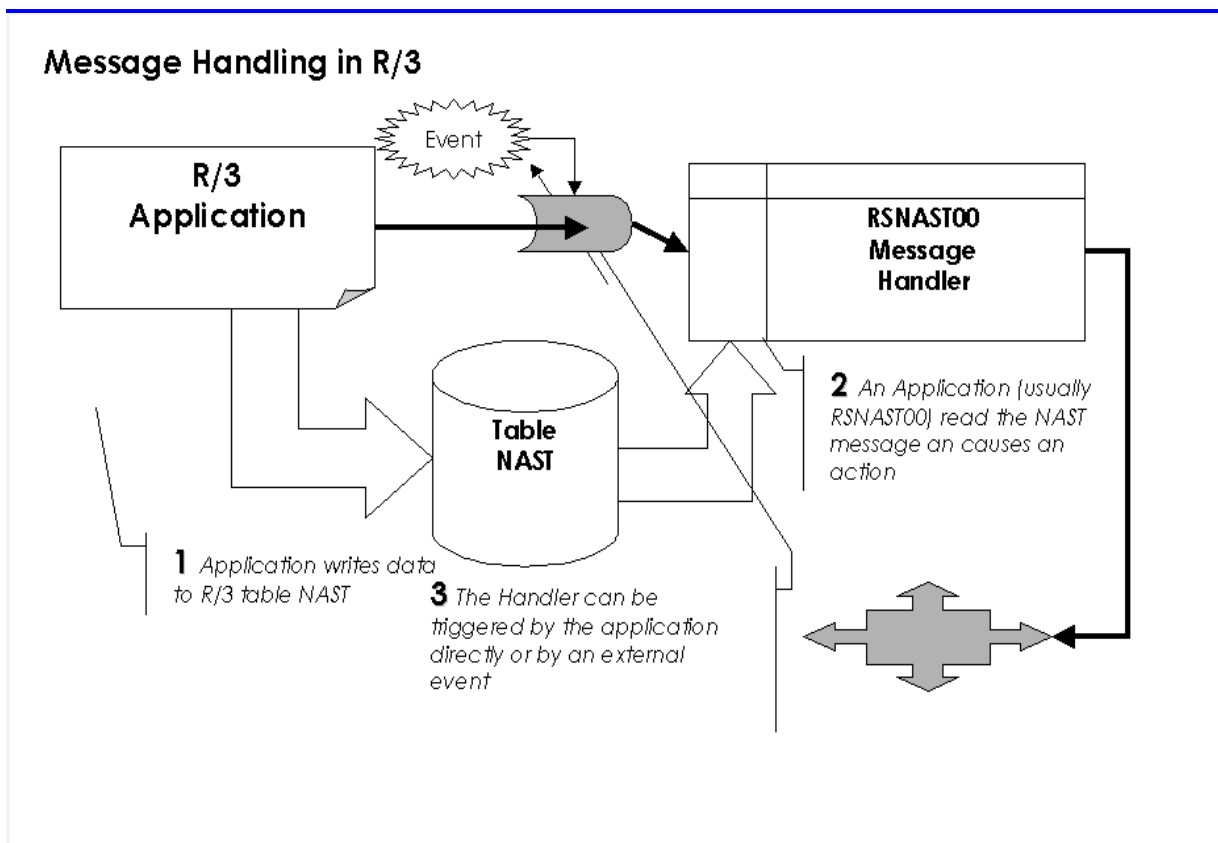 Message Handling in R/3
Event
R/3
Application
RSNAST00
Message
Handler
2 An Application (usually
RSNAST00) read the NAST
message an causes an
action
Table
NAST
1 Application writes data
to R/3 table NAST
3 The Handler can be
triggered by the application
directly or by an external
event